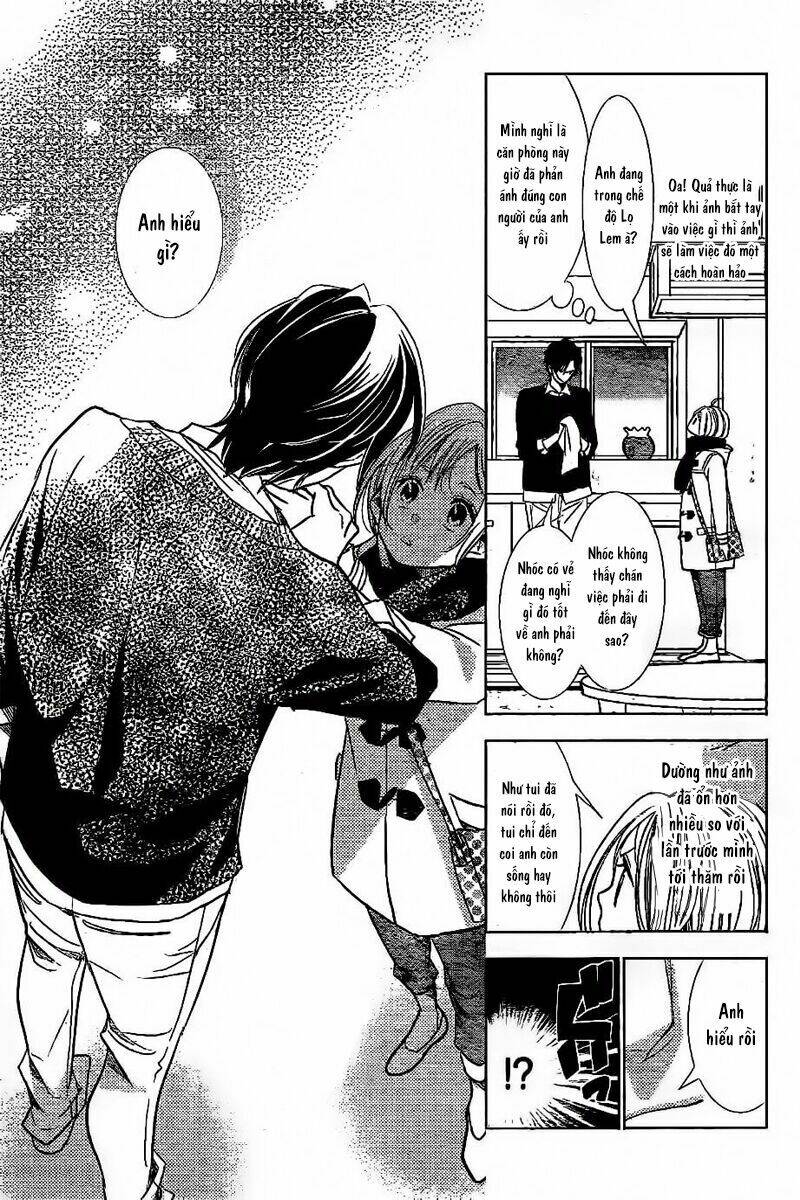 Oa! Quả thực là
một khi ảnh bắt tay
vào việc gì thì ảnh
sẽ làm việc đó một
cách hoàn hảo
Anh đang
trong chế
độ Lọ
Lem à?
Mình nghĩ là
căn phòng này
giờ đã phản
ánh đúng con
người của anh
ấy rồi
Nhóc không
thấy chán
việc phải đi
đến đây
sao?
Nhóc có vẻ
đang nghĩ
gì đó tốt
về anh phải
không?
Dường như ảnh
đã ổn hơn
nhiều so với
lần trước mình
tới thăm rồi
Như tui đã
nói rồi đó,
tui chỉ đến
coi anh còn
sống hay
không thôi
Anh
hiểu rồi
!?
Anh hiểu
gì?